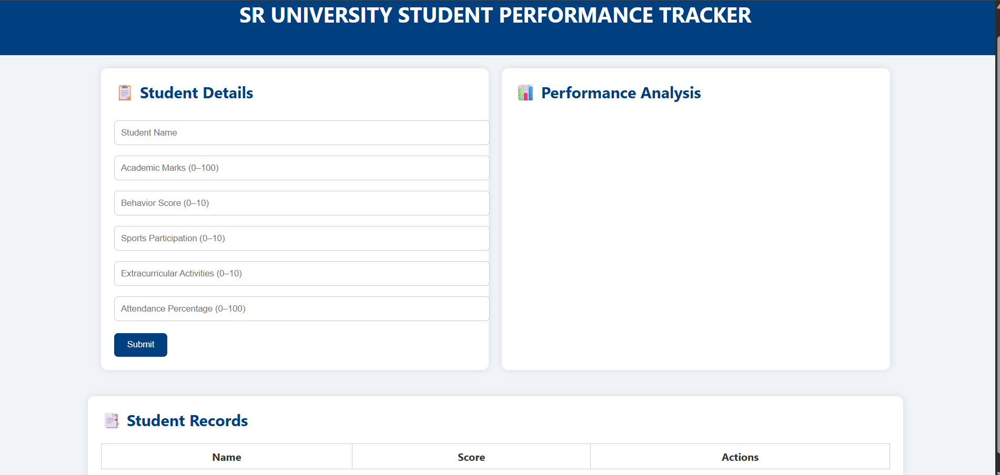 SR UNIVERSITY STUDENT PERFORMANCE TRACKER
Student Details
Student Name
Academic Marks (0–100)
Behavior Score (0–10)
Sports Participation (0–10)
Extracurricular Activities (0–10)
Attendance Percentage (0–100)
Submit
Performance Analysis
Student Records
Name Score Actions